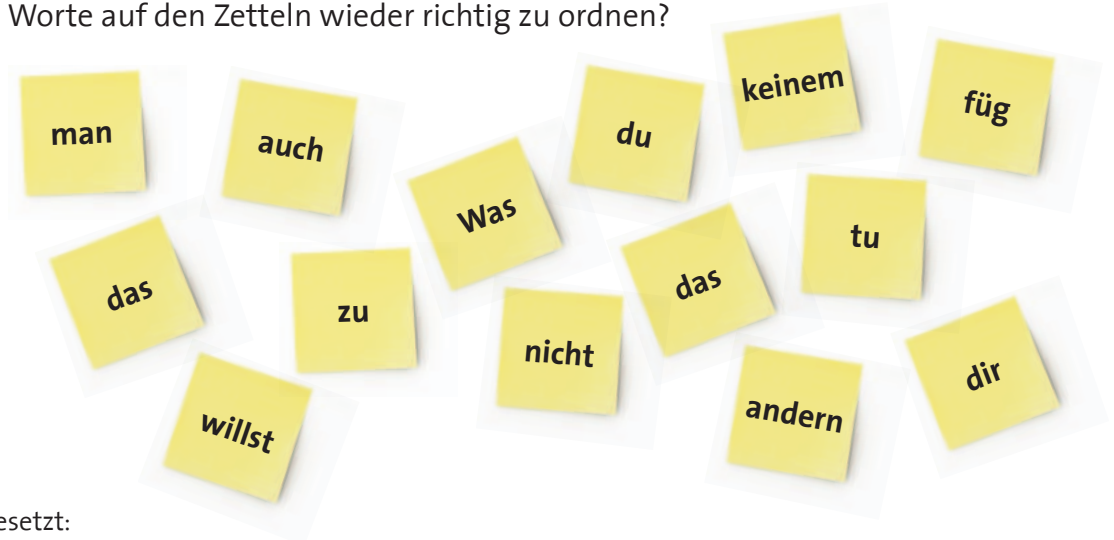 Worte auf den Zetteln wieder richtig zu ordnen?
keinem
füg
man
auch
du
Was
tu
das
das
zu
nicht
dir
andern
willst
esetzt: